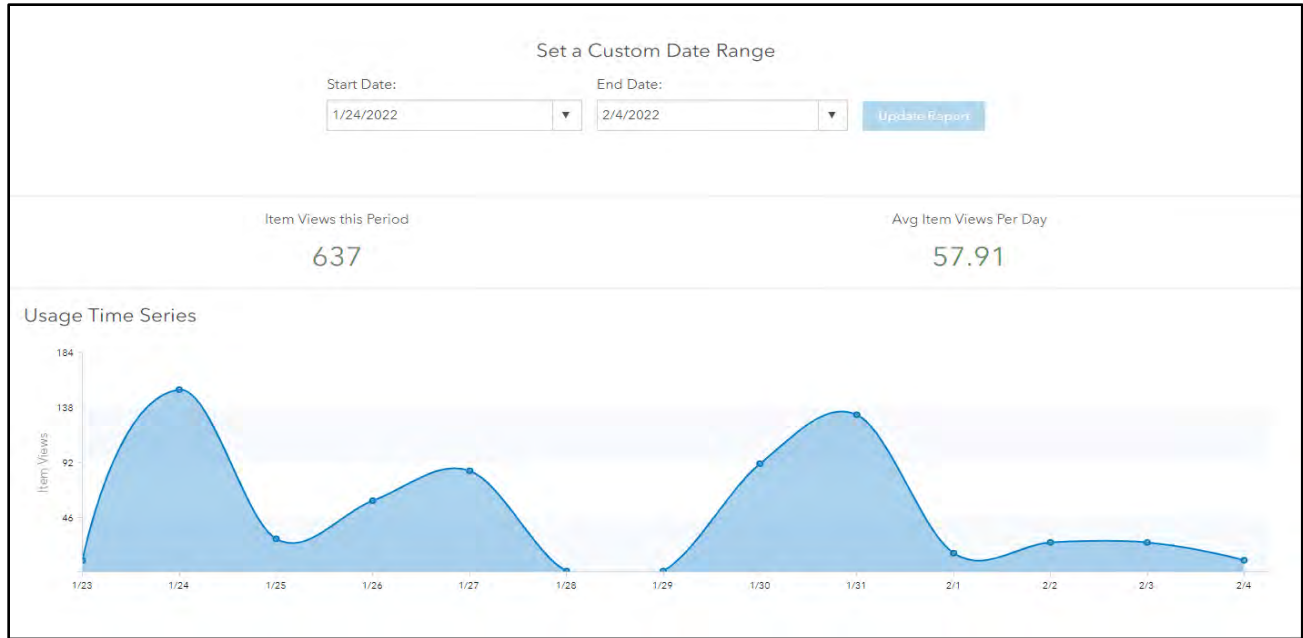 Set a Custom Date Range
Start Date: End Date:
1/24/2022 ▼ 2/4/2022 ▼ Update Report
Item Views this Period Avg Item Views Per Day
637 57.91
Usage Time Series
184
138
92
46
Item Views
1/23 1/24 1/25 1/26 1/27 1/28 1/29 1/30 1/31 2/1 2/2 2/3 2/4